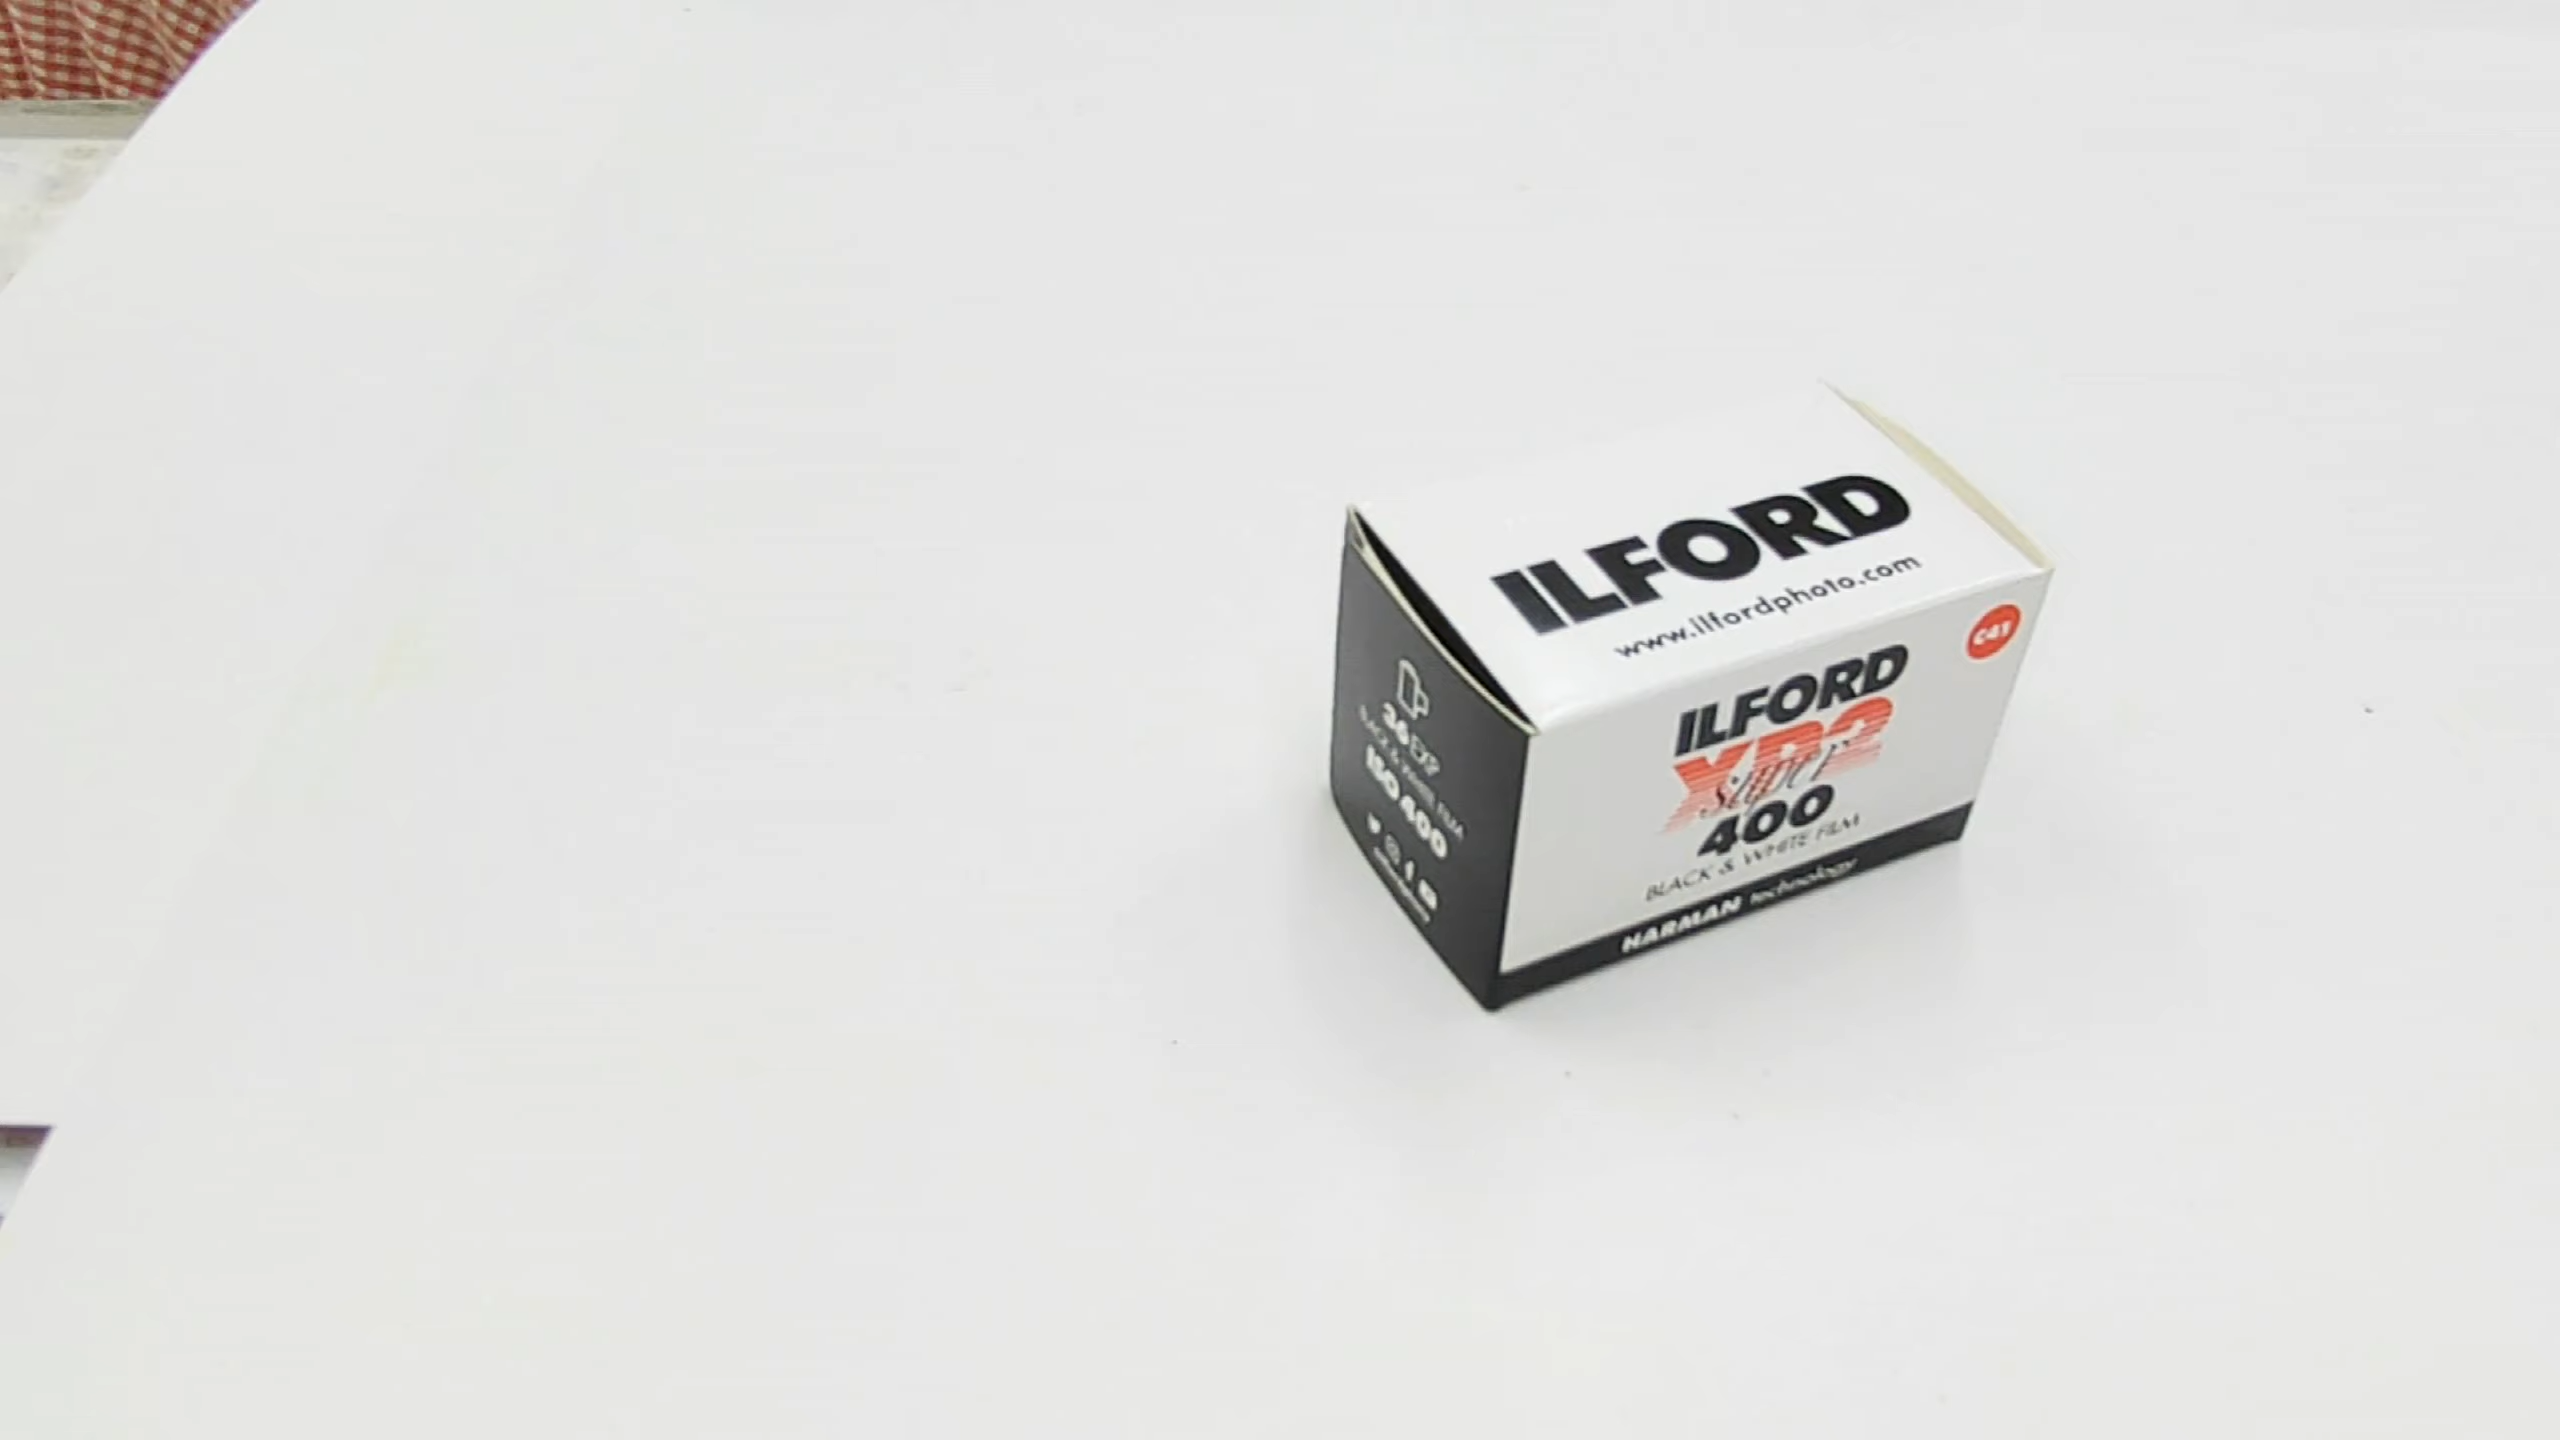 ILFORD
www.ilfordphoto.com
C41
ILFORD
XP2
super
400
BLACK & WHITE FILM
HARMAN technology
36 EXP
BLACK & WHITE FILM
ISO 400